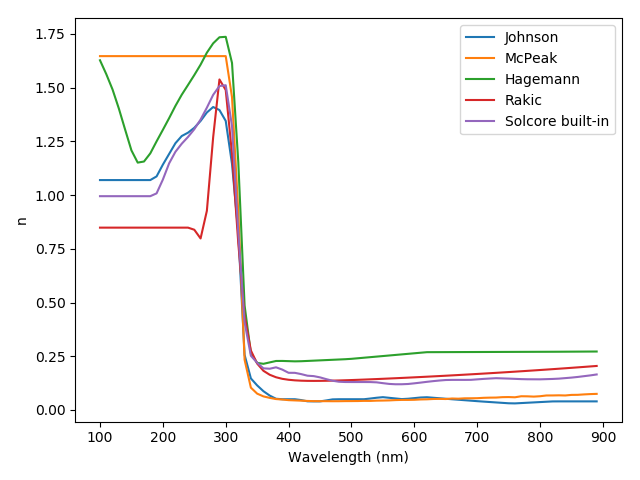 1.75
1.50
1.25
1.00
0.75
0.50
0.25
0.00
n
100 200 300 400 500 600 700 800 900
Wavelength (nm)
Johnson
McPeak
Hagemann
Rakic
Solcore built-in